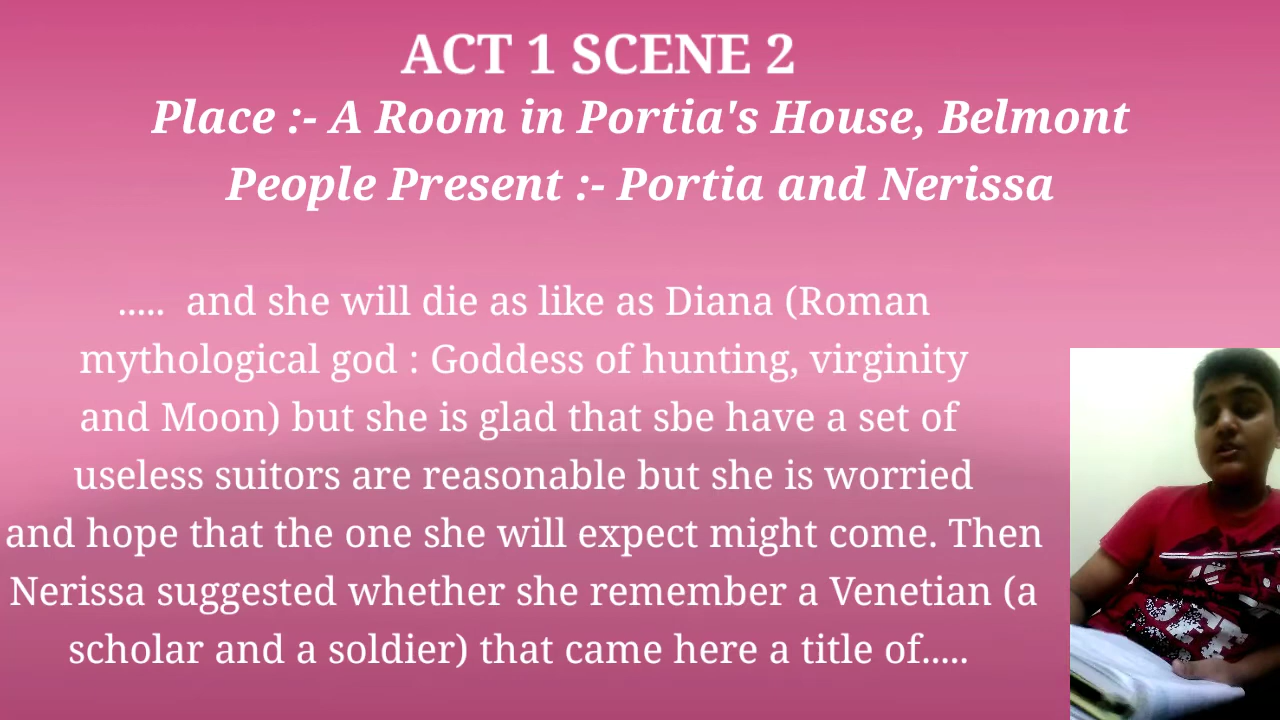 ACT 1 SCENE 2
Place :- A Room in Portia's House, Belmont
People Present :- Portia and Nerissa
..... and she will die as like as Diana (Roman
mythological god : Goddess of hunting, virginity
and Moon) but she is glad that sbe have a set of
useless suitors are reasonable but she is worried
and hope that the one she will expect might come. Then
Nerissa suggested whether she remember a Venetian (a
scholar and a soldier) that came here a title of.....